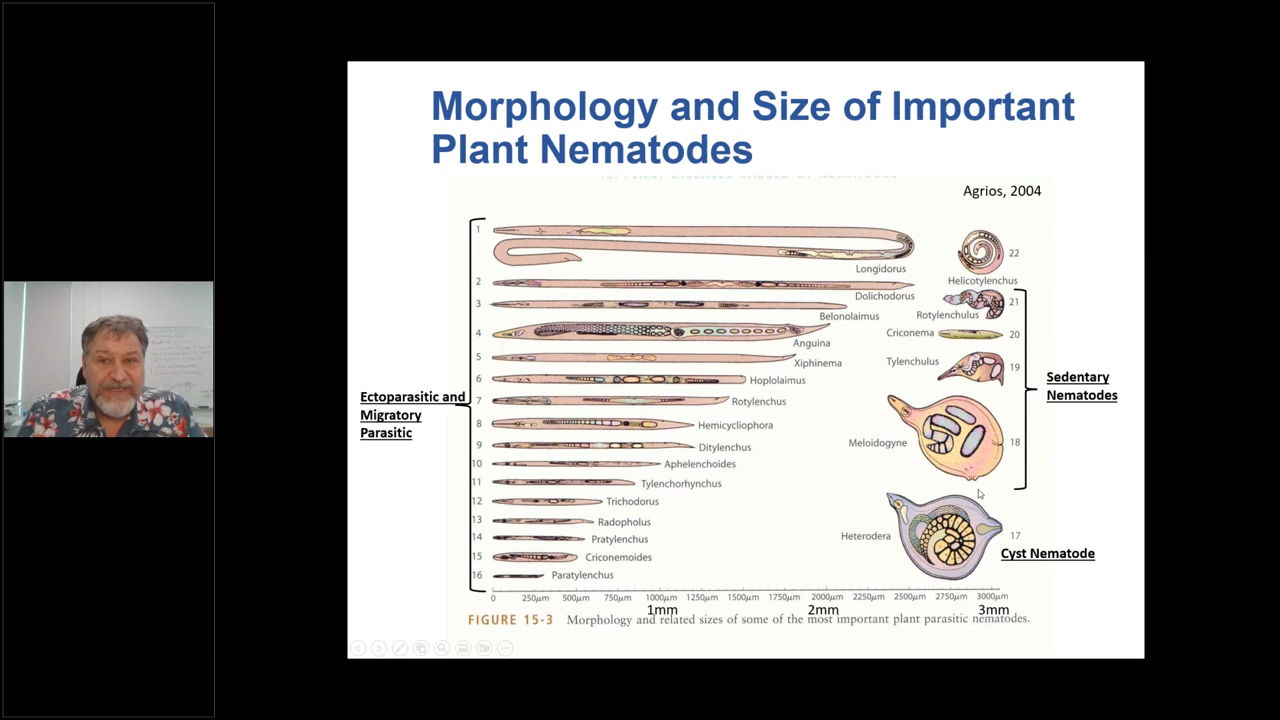 Morphology and Size of Important
Plant Nematodes
Agrios, 2004
1
Longidorus
22
Helicotylenchus
2
Dolichodorus
21
Rotylenchulus
3
Belonolaimus
4
Anguina
Criconema
20
5
Xiphinema
Tylenchulus
19
6
Hoplolaimus
Sedentary
Nematodes
Ectoparasitic and
Migratory
Parasitic
7
Rotylenchus
8
Hemicycliophora
Meloidogyne
18
9
Ditylenchus
10
Aphelenchoides
11
Tylenchorhynchus
12
Trichodorus
13
Radopholus
14
Pratylenchus
Heterodera
17
Cyst Nematode
15
Criconemoides
16
Paratylenchus
0 250µm 500µm 750µm 1000µm 1250µm 1500µm 1750µm 2000µm 2250µm 2500µm 2750µm 3000µm
1mm 2mm 3mm
FIGURE 15-3 Morphology and related sizes of some of the most important plant parasitic nematodes.